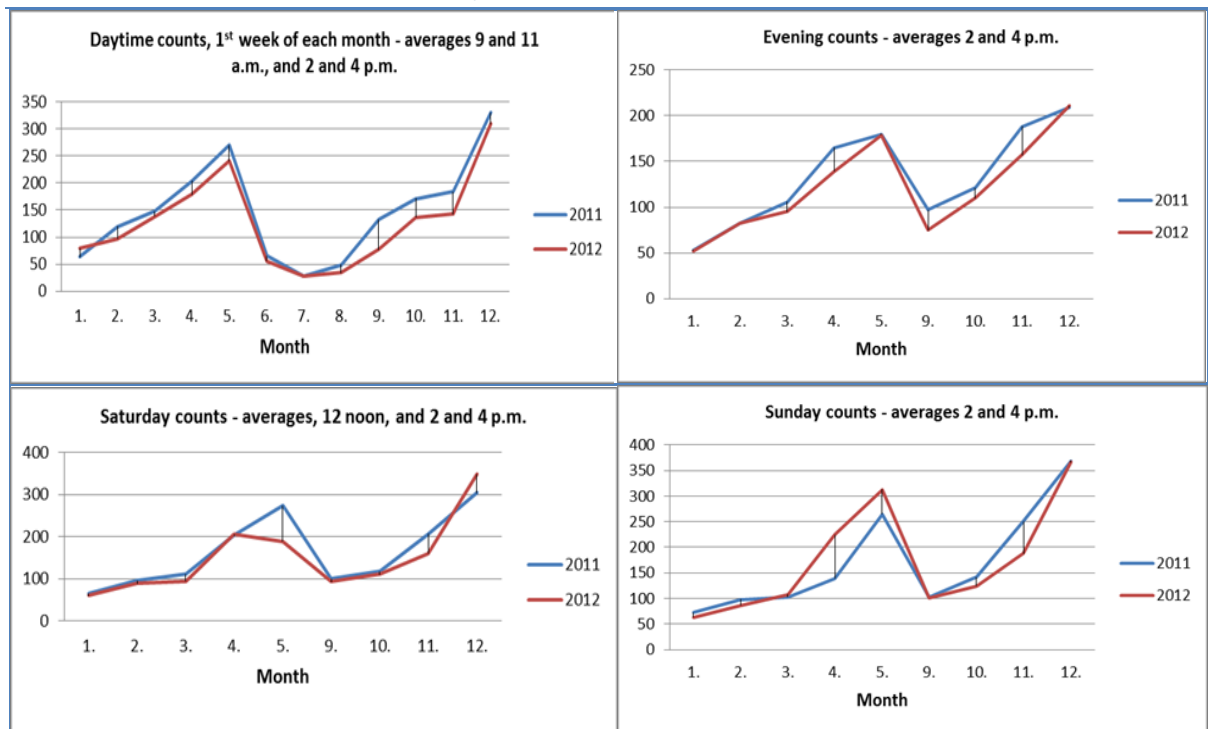 Daytime counts, 1st week of each month - averages 9 and 11
a.m., and 2 and 4 p.m.
350
300
250
200
150
100
50
0
1. 2. 3. 4. 5. 6. 7. 8. 9. 10. 11. 12.
Month
2011
2012
Evening counts - averages 2 and 4 p.m.
250
200
150
100
50
0
1. 2. 3. 4. 5. 9. 10. 11. 12.
Month
2011
2012
Saturday counts - averages, 12 noon, and 2 and 4 p.m.
400
300
200
100
0
1. 2. 3. 4. 5. 9. 10. 11. 12.
Month
2011
2012
Sunday counts - averages 2 and 4 p.m.
400
350
300
250
200
150
100
50
0
1. 2. 3. 4. 5. 9. 10. 11. 12.
Month
2011
2012